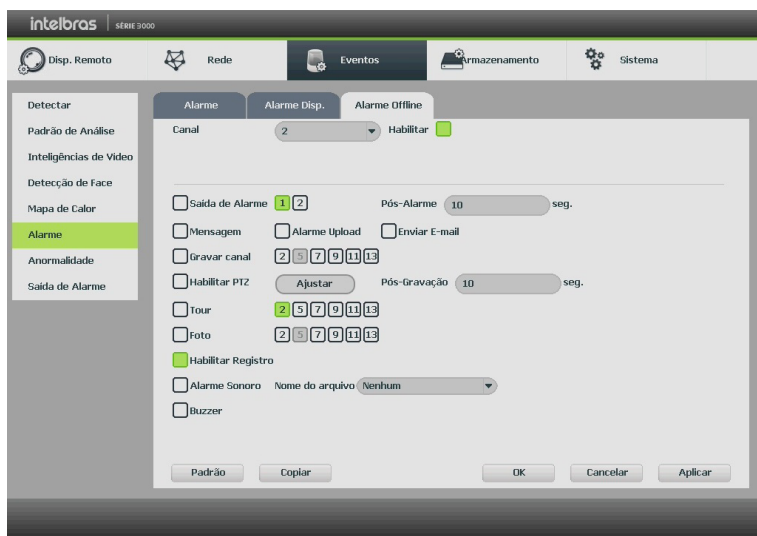 intelbras SÉRIE 3000
Disp. Remoto Rede Eventos Armazenamento Sistema
Detectar
Padrão de Análise
Inteligências de Vídeo
Detecção de Face
Mapa de Calor
Alarme
Anormalidade
Saída de Alarme
Alarme Alarme Disp. Alarme Offline
Canal 2 Habilitar
Saída de Alarme 1 2 Pós-Alarme 10 seg.
Mensagem Alarme Upload Enviar E-mail
Gravar canal 2 5 7 9 11 13
Habilitar PTZ Ajustar Pós-Gravação 10 seg.
Tour 2 5 7 9 11 13
Foto 2 5 7 9 11 13
Habilitar Registro
Alarme Sonoro Nome do arquivo Nenhum
Buzzer
Padrão Copiar OK Cancelar Aplicar